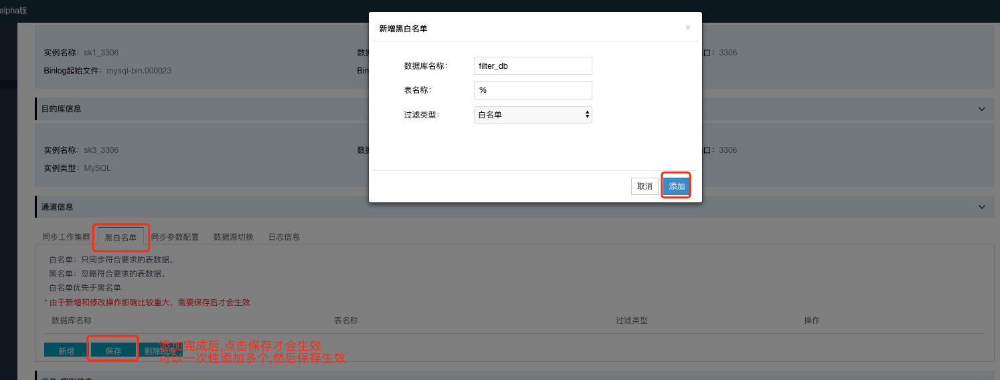 alpha版
新增黑白名单
×
实例名称： sk1_3306
数据
口： 3306
数据库名称：
filter_db
Binlog起始文件： mysql-bin.000023
Bin
表名称：
%
目的库信息
过滤类型：
白名单
实例名称： sk3_3306
数据
口： 3306
实例类型： MySQL
取消
添加
通道信息
同步工作集群
黑白名单
同步参数配置
数据源切换
日志信息
白名单：只同步符合要求的表数据。
黑名单：忽略符合要求的表数据。
白名单优先于黑名单
* 由于新增和修改操作影响比较重大，需要保存后才会生效
数据库名称
表名称
过滤类型
操作
新增
保存
删除
添加完成后,点击保存才会生效
可以一次性添加多个,然后保存生效